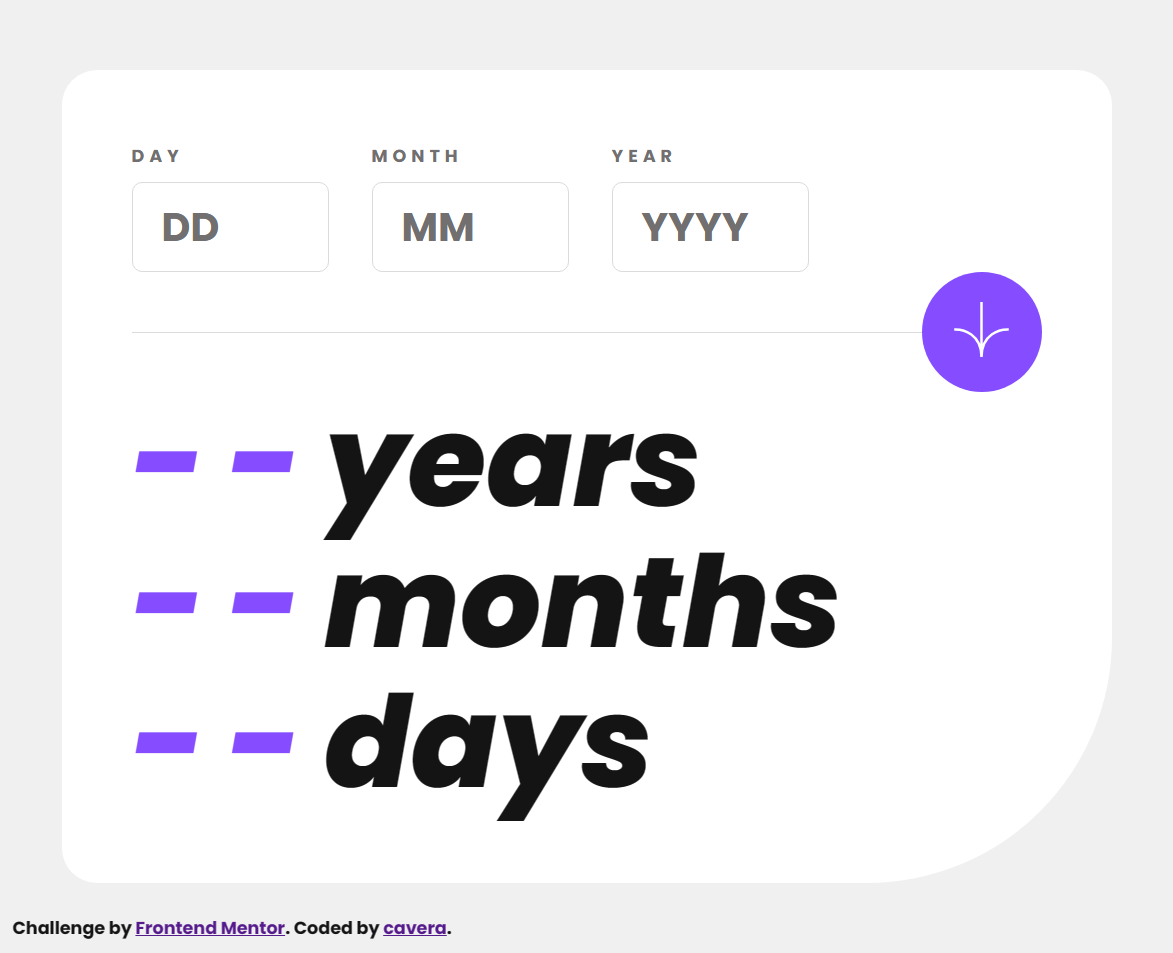 DAY MONTH YEAR
DD MM YYYY
-- years
-- months
-- days
Challenge by Frontend Mentor. Coded by cavera.